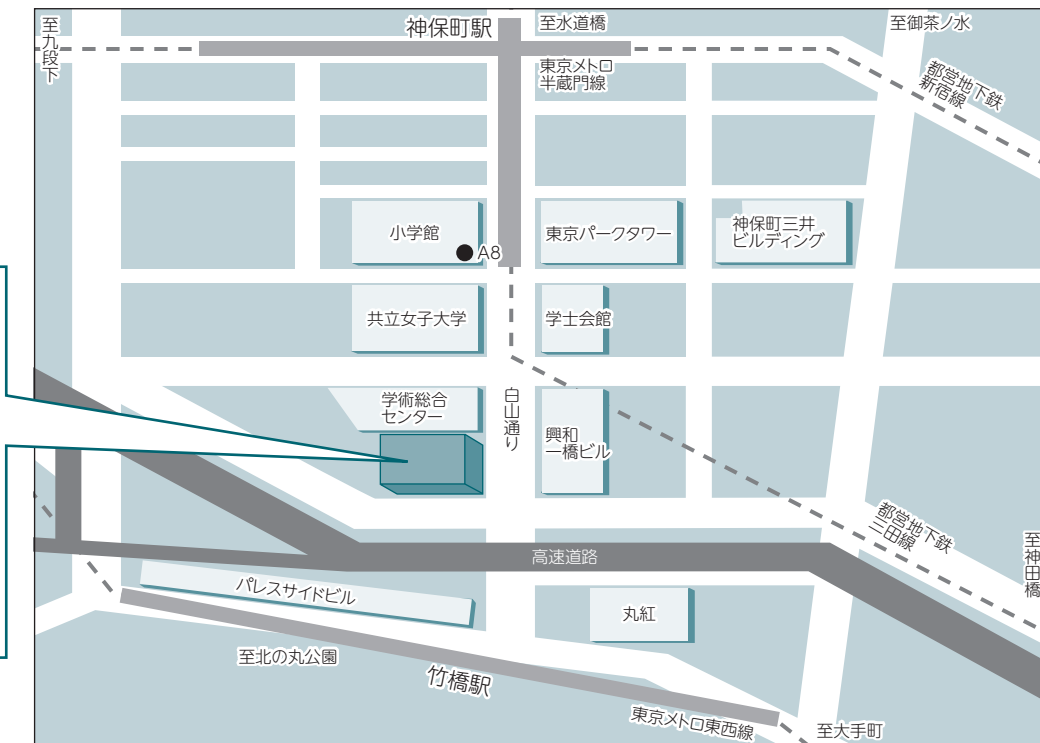 至九段下
神保町駅
至水道橋
至御茶ノ水
東京メトロ
半蔵門線
都営地下鉄
新宿線
小学館
A8
東京パークタワー
神保町三井
ビルディング
共立女子大学
学士会館
学術総合
センター
白山通り
興和
一橋ビル
都営地下鉄
三田線
至神田橋
高速道路
パレスサイドビル
丸紅
至北の丸公園
竹橋駅
東京メトロ東西線
至大手町